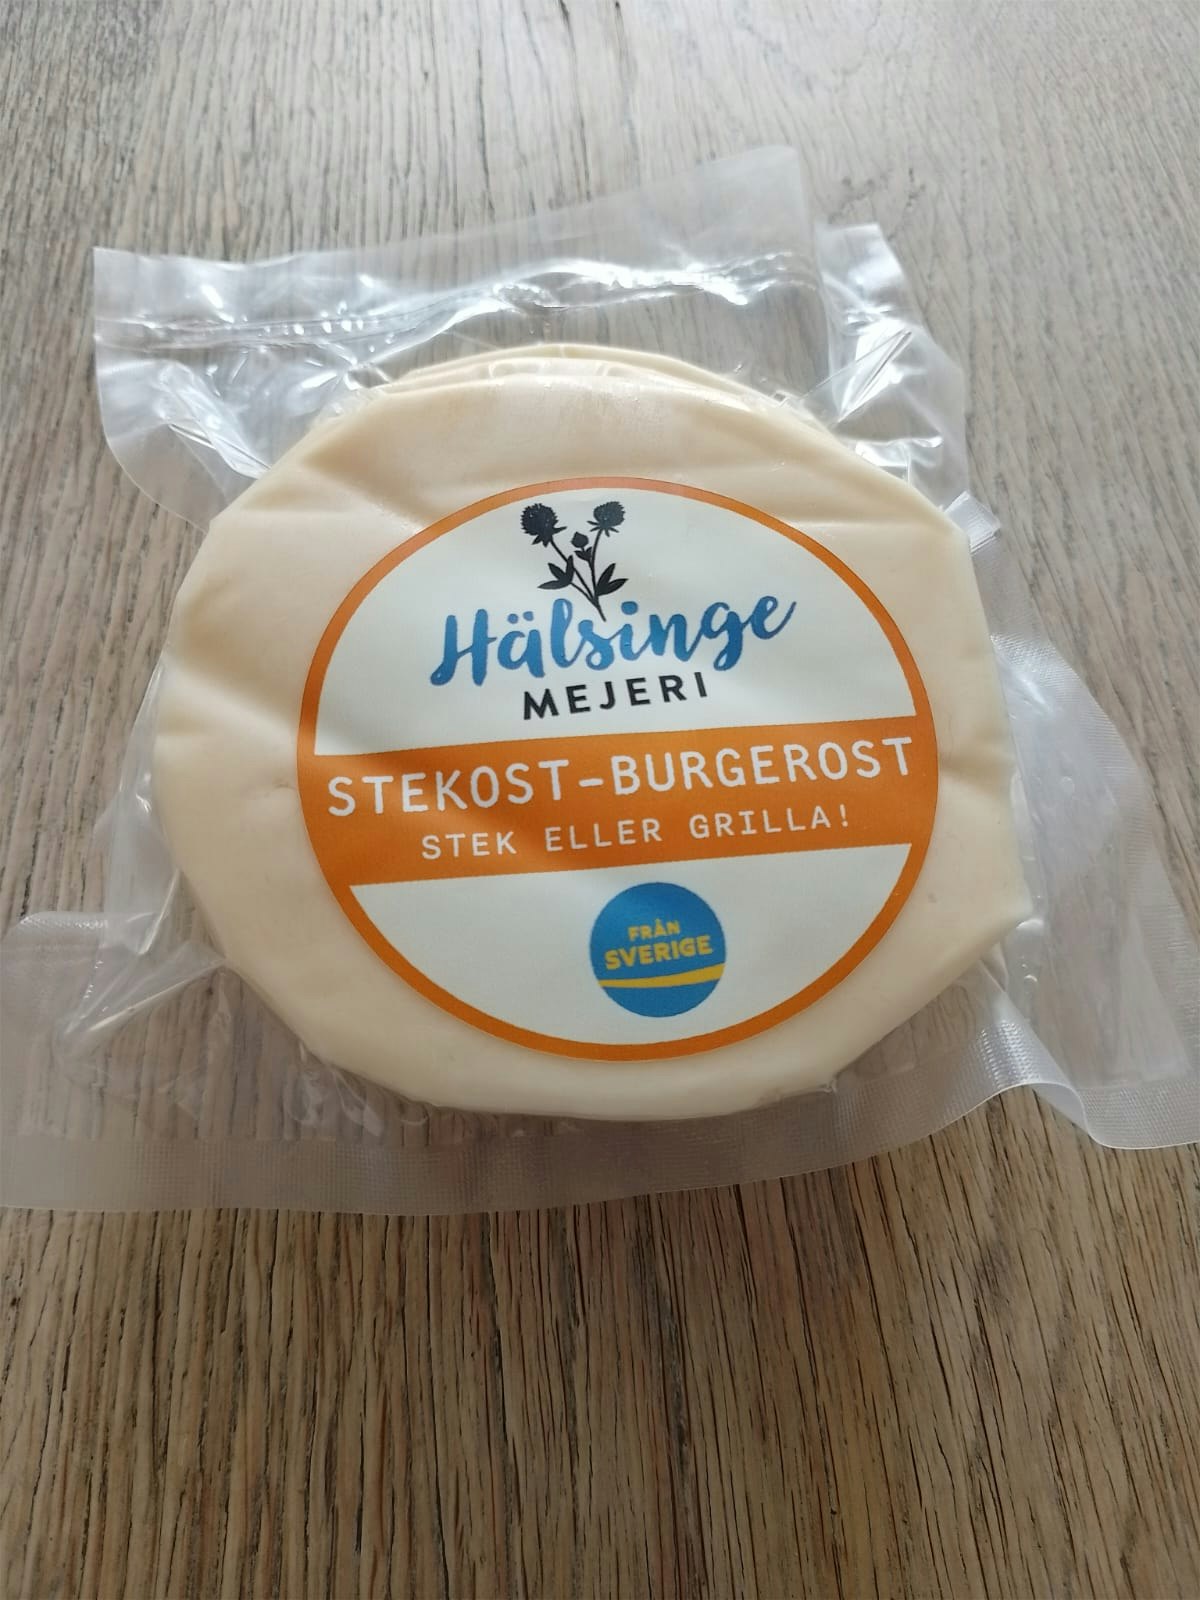 Hälsinge
MEJERI
STEKOST-BURGEROST
STEK ELLER GRILLA!
FRÅN
SVERIGE